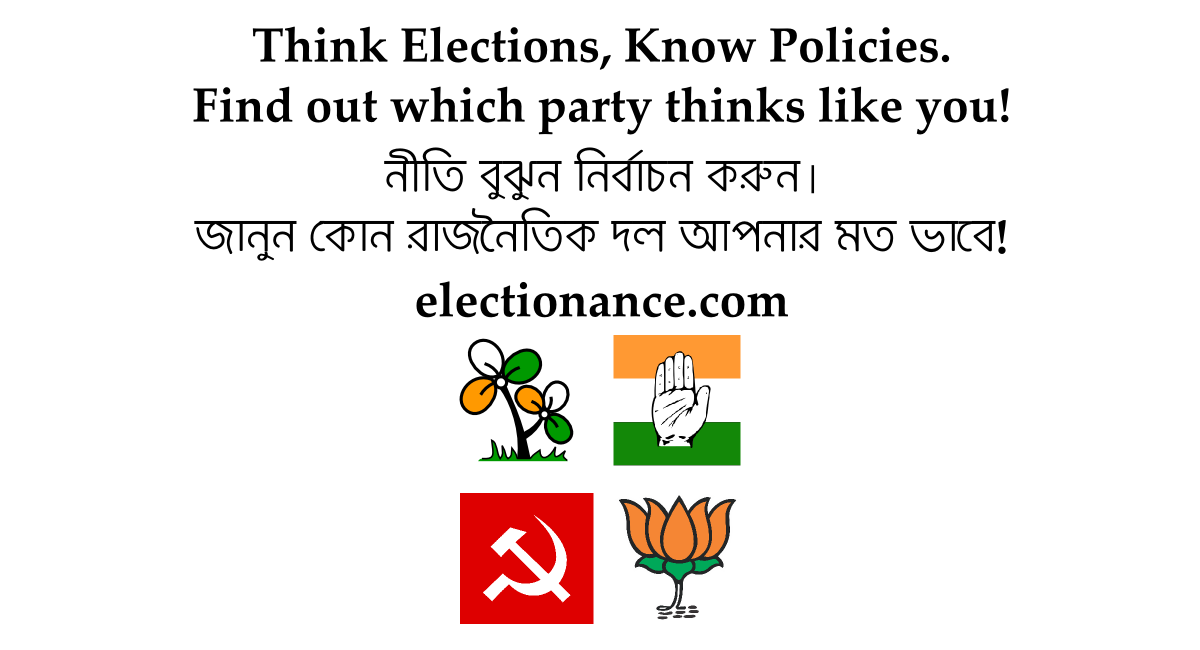 Think Elections, Know Policies.
Find out which party thinks like you!
নীতি বুঝুন নির্বাচন করুন।
জানুন কোন রাজনৈতিক দল আপনার মত ভাবে!
electionance.com